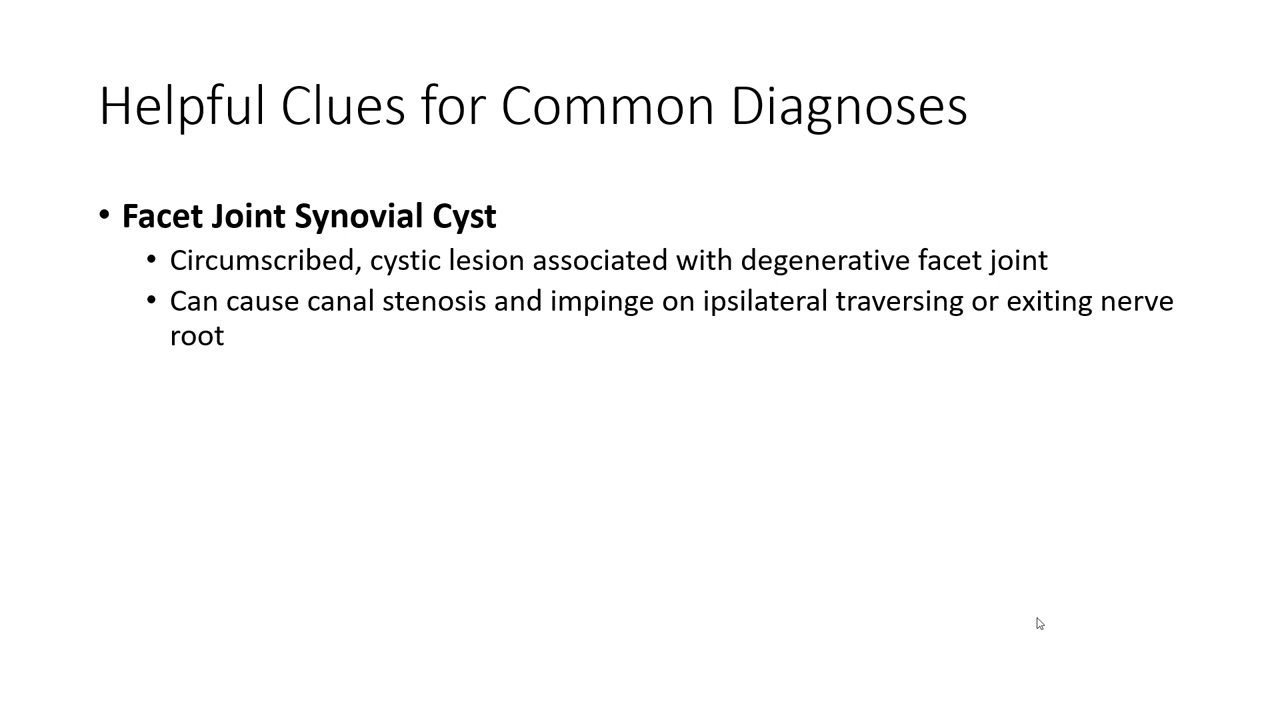 Helpful Clues for Common Diagnoses
• Facet Joint Synovial Cyst
• Circumscribed, cystic lesion associated with degenerative facet joint
• Can cause canal stenosis and impinge on ipsilateral traversing or exiting nerve
root